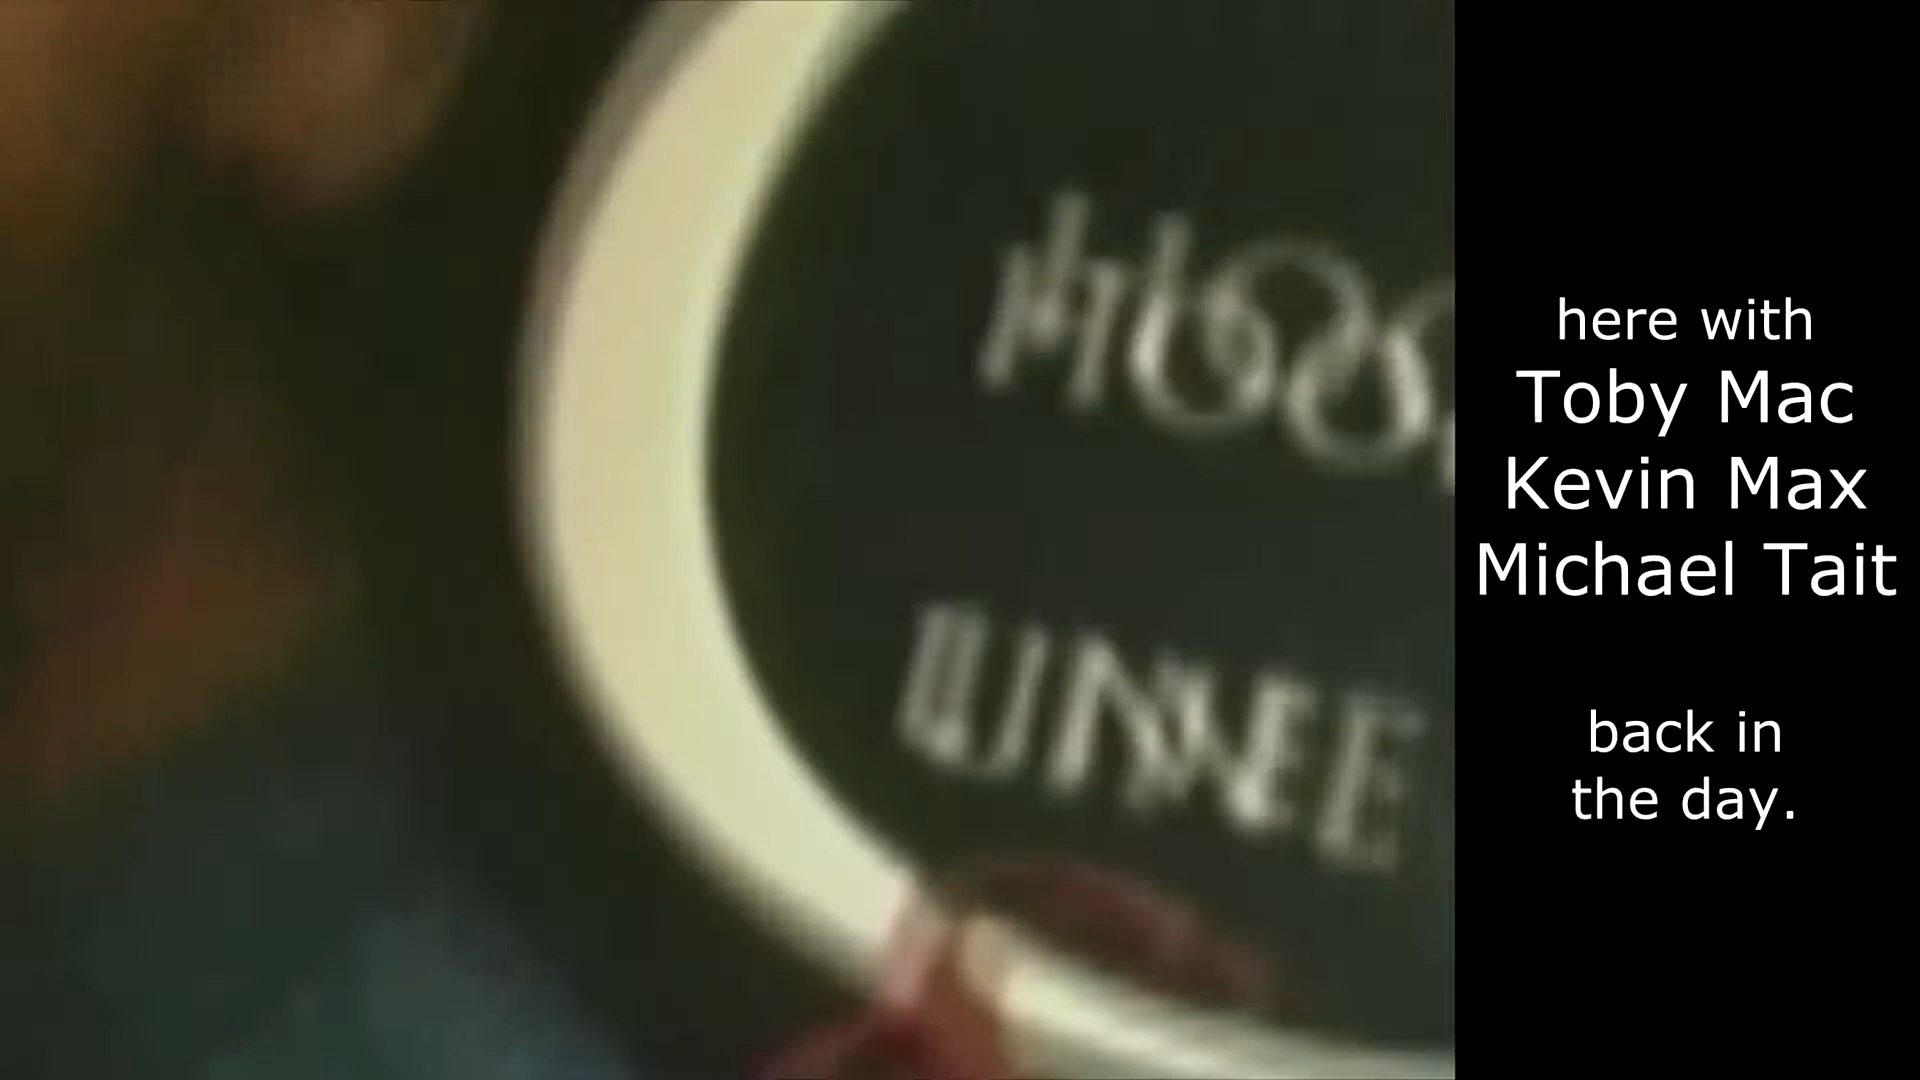 here with
Toby Mac
Kevin Max
Michael Tait
back in
the day.